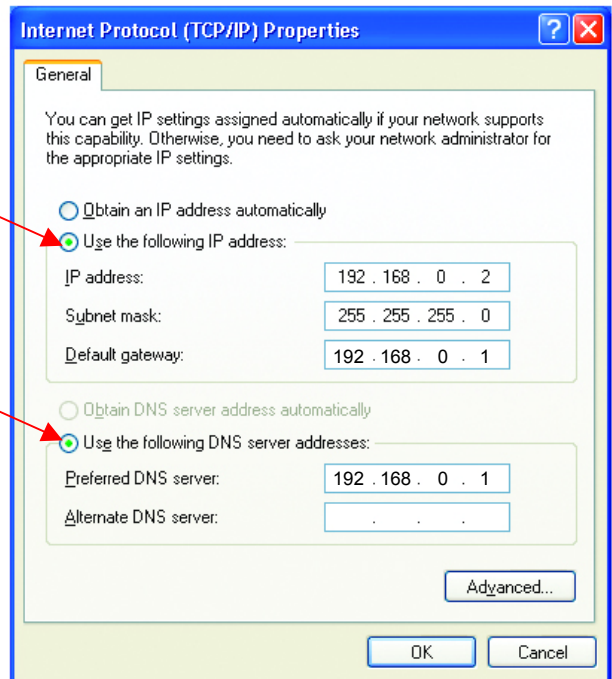 Internet Protocol (TCP/IP) Properties
General
You can get IP settings assigned automatically if your network supports
this capability. Otherwise, you need to ask your network administrator for
the appropriate IP settings.
Obtain an IP address automatically
Use the following IP address:
IP address: 192 . 168 . 0 . 2
Subnet mask: 255 . 255 . 255 . 0
Default gateway: 192 . 168 . 0 . 1
Obtain DNS server address automatically
Use the following DNS server addresses:
Preferred DNS server: 192 . 168 . 0 . 1
Alternate DNS server: . . .
Advanced...
OK Cancel